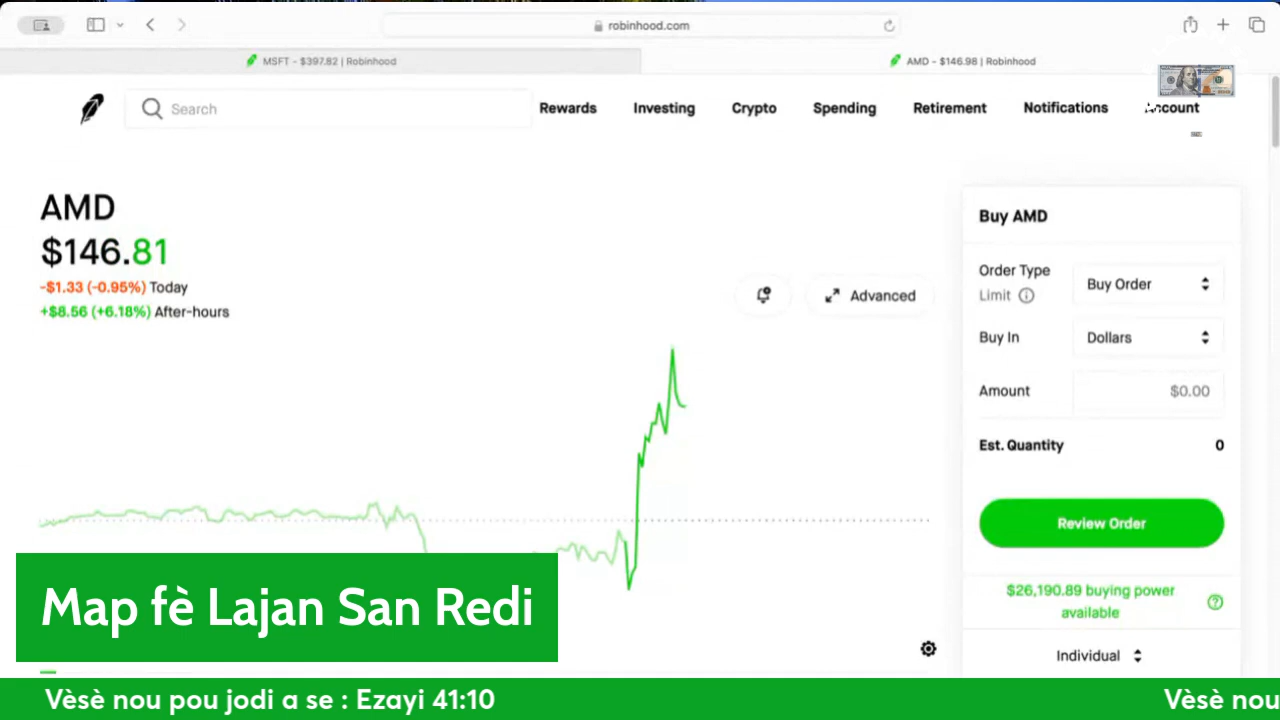 robinhood.com
MSFT - $397.82 | Robinhood
AMD - $146.98 | Robinhood
Search
Rewards
Investing
Crypto
Spending
Retirement
Notifications
Account
AMD
$146.81
-$1.33 (-0.95%) Today
+$8.56 (+6.18%) After-hours
Advanced
Buy AMD
Order Type
Limit
Buy Order
Buy In
Dollars
Amount
$0.00
Est. Quantity
0
Review Order
$26,190.89 buying power
available
Individual
Map fè Lajan San Redi
Vèsè nou pou jodi a se : Ezayi 41:10
Vèsè nou